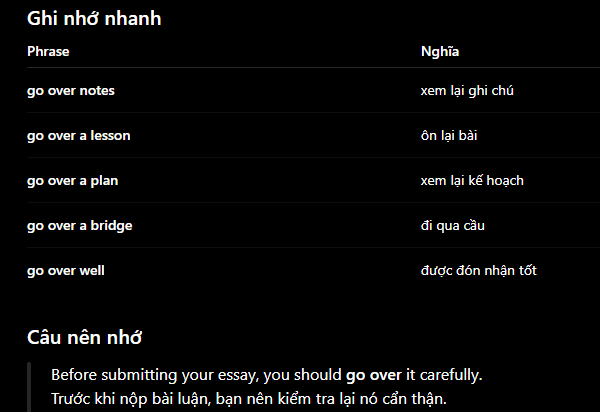 Ghi nhớ nhanh
Phrase Nghĩa
go over notes xem lại ghi chú
go over a lesson ôn lại bài
go over a plan xem lại kế hoạch
go over a bridge đi qua cầu
go over well được đón nhận tốt
Câu nên nhớ
Before submitting your essay, you should go over it carefully.
Trước khi nộp bài luận, bạn nên kiểm tra lại nó cẩn thận.